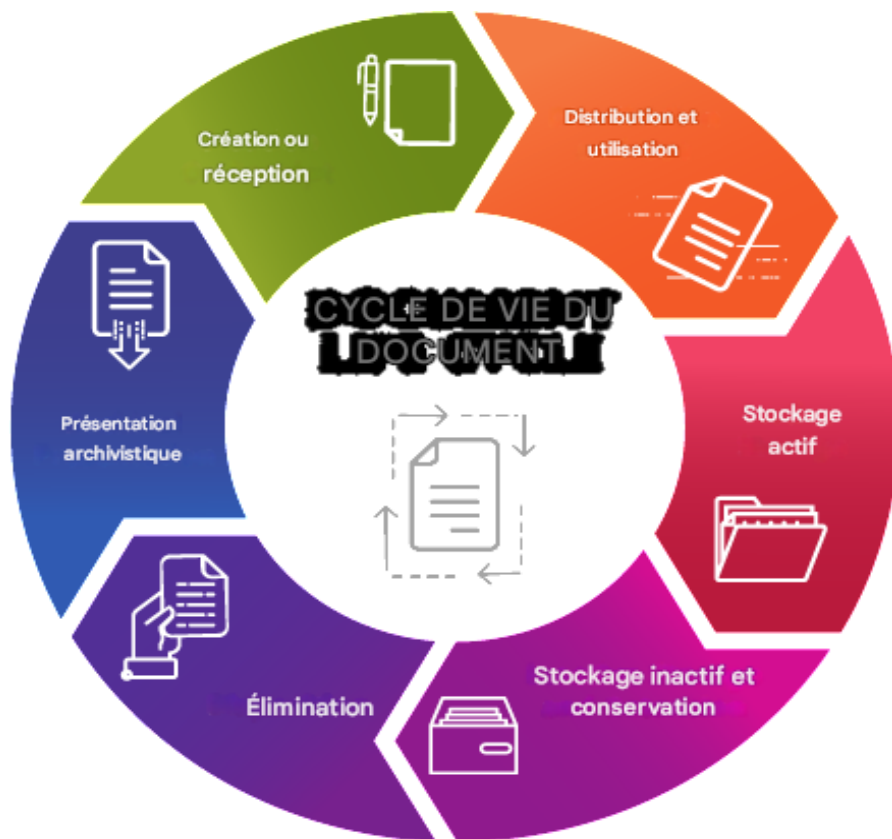 CYCLE DE VIE DU
DOCUMENT
Création ou
réception
Distribution et
utilisation
Stockage
actif
Stockage inactif et
conservation
Élimination
Présentation
archivistique